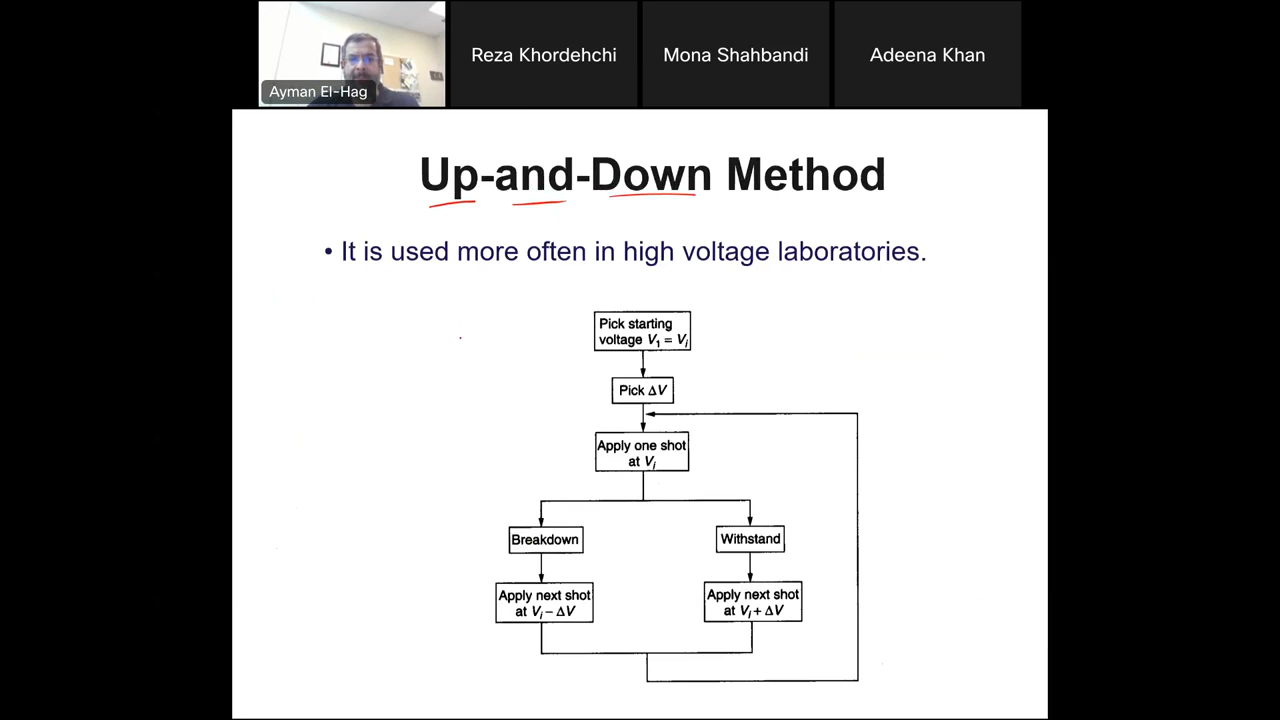 Reza Khordehchi
Mona Shahbandi
Adeena Khan
Ayman El-Hag
Up-and-Down Method
• It is used more often in high voltage laboratories.
Pick starting
voltage V₁ = Vᵢ
Pick ΔV
Apply one shot
at Vᵢ
Breakdown
Withstand
Apply next shot
at Vᵢ – ΔV
Apply next shot
at Vᵢ + ΔV